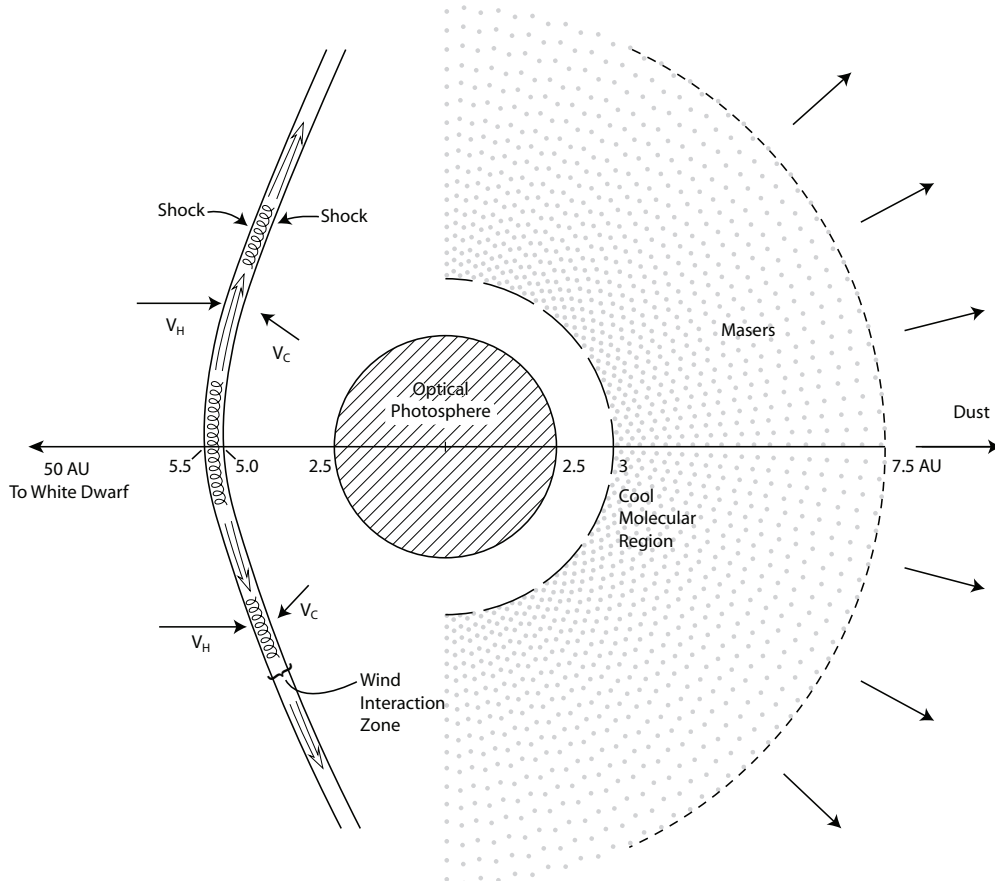 Shock
Shock
V_H
V_C
Masers
Optical
Photosphere
Dust
50 AU
To White Dwarf
5.5
5.0
2.5
2.5
3
7.5 AU
Cool
Molecular
Region
V_C
V_H
Wind
Interaction
Zone